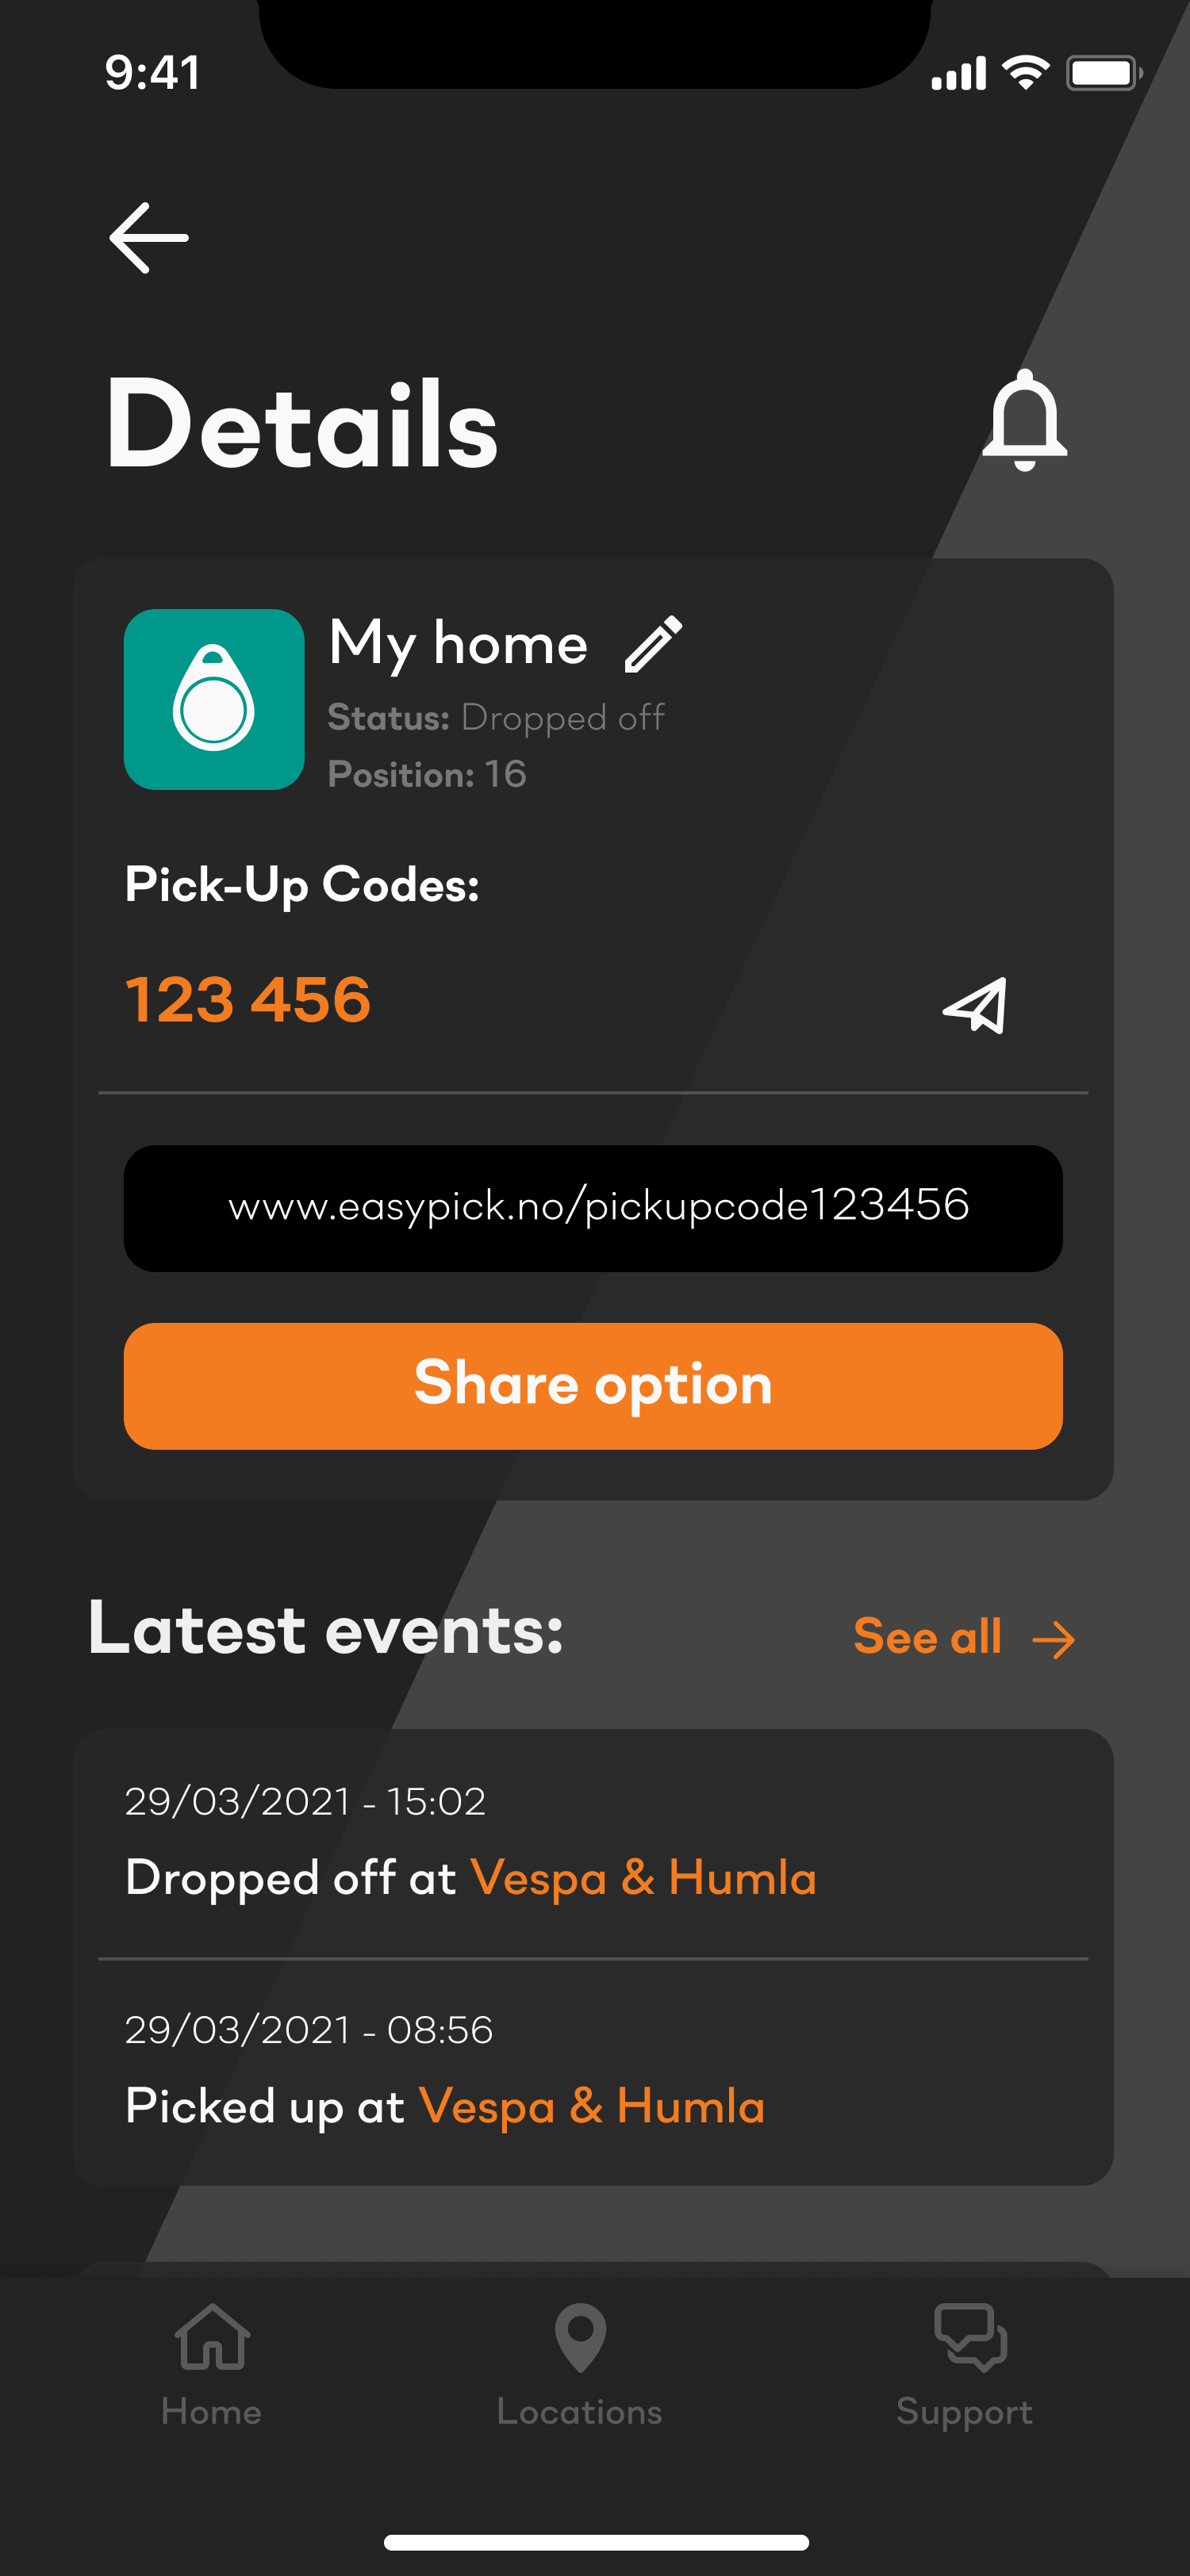 9:41
Details
My home
Status: Dropped off
Position: 16
Pick-Up Codes:
123 456
www.easypick.no/pickupcode123456
Share option
Latest events:
See all
29/03/2021 - 15:02
Dropped off at Vespa & Humla
29/03/2021 - 08:56
Picked up at Vespa & Humla
Home
Locations
Support